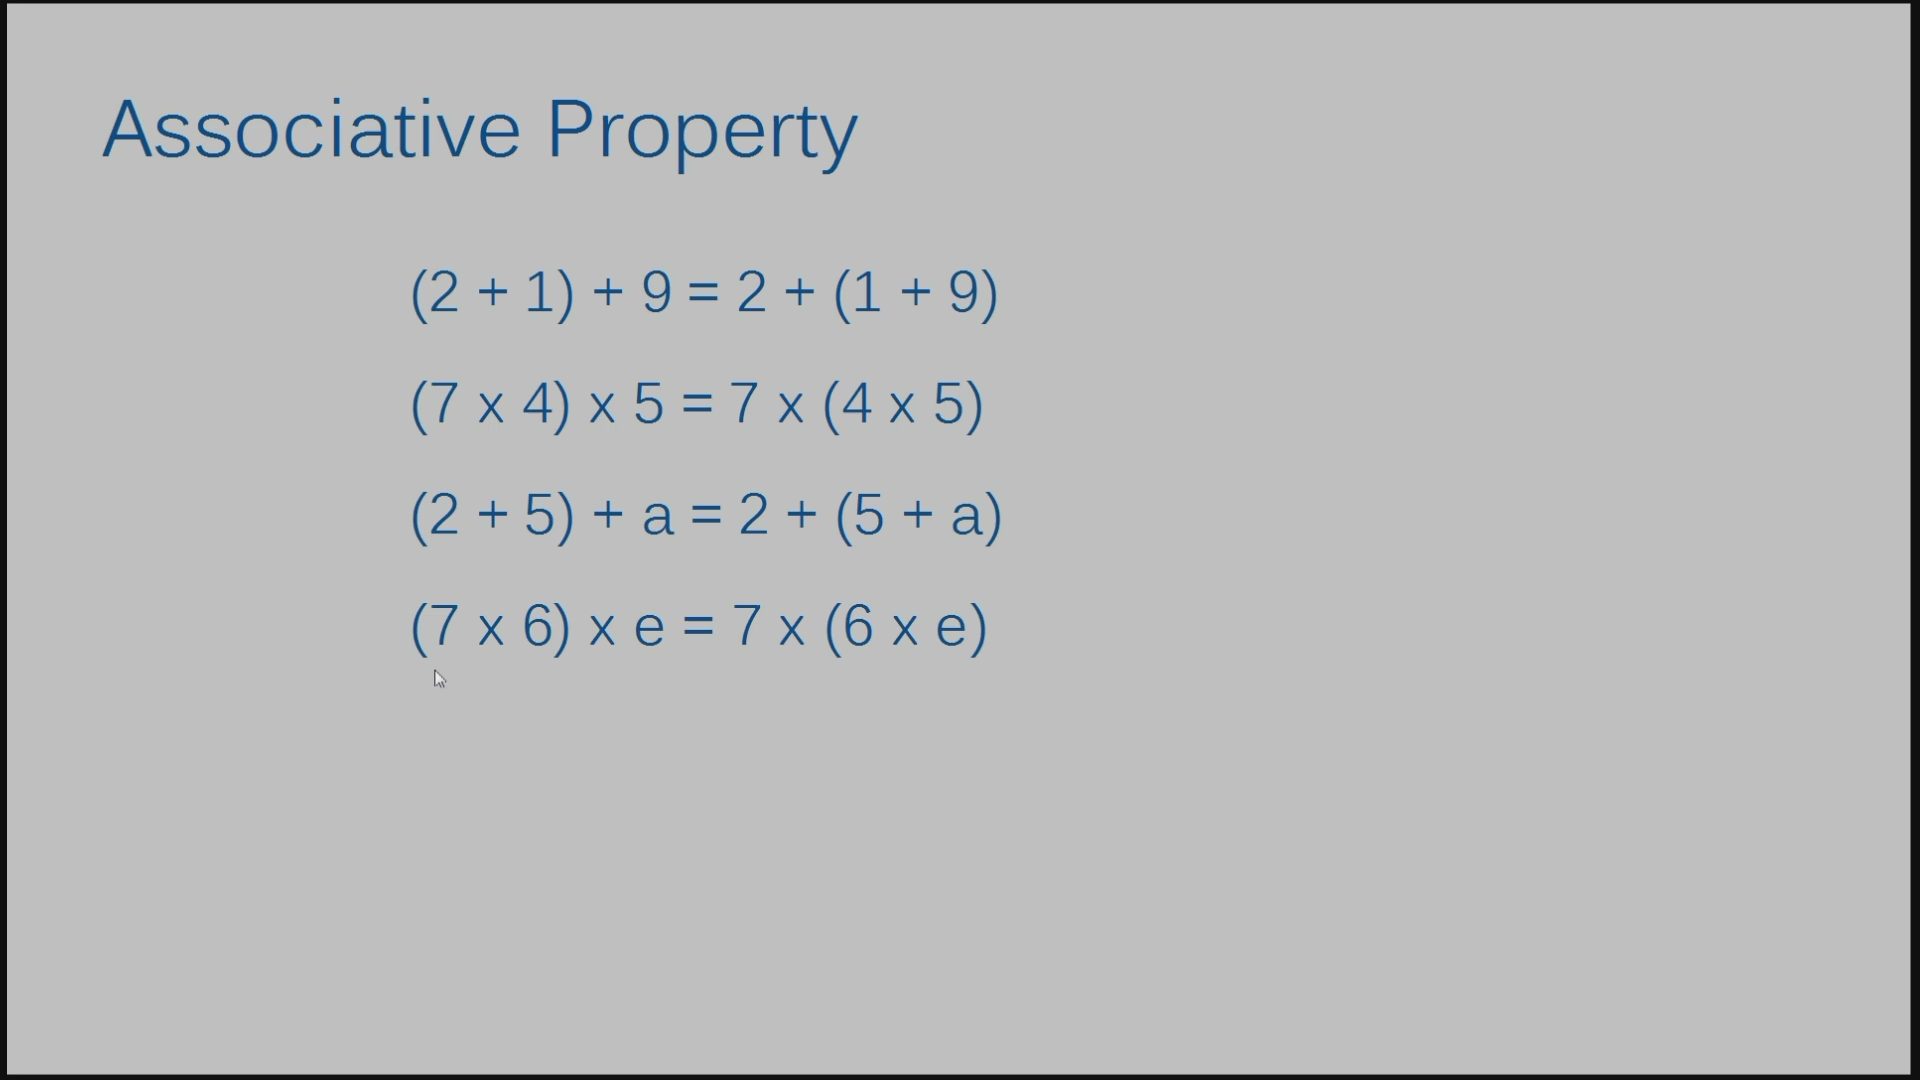 Associative Property
(2 + 1) + 9 = 2 + (1 + 9)
(7 x 4) x 5 = 7 x (4 x 5)
(2 + 5) + a = 2 + (5 + a)
(7 x 6) x e = 7 x (6 x e)